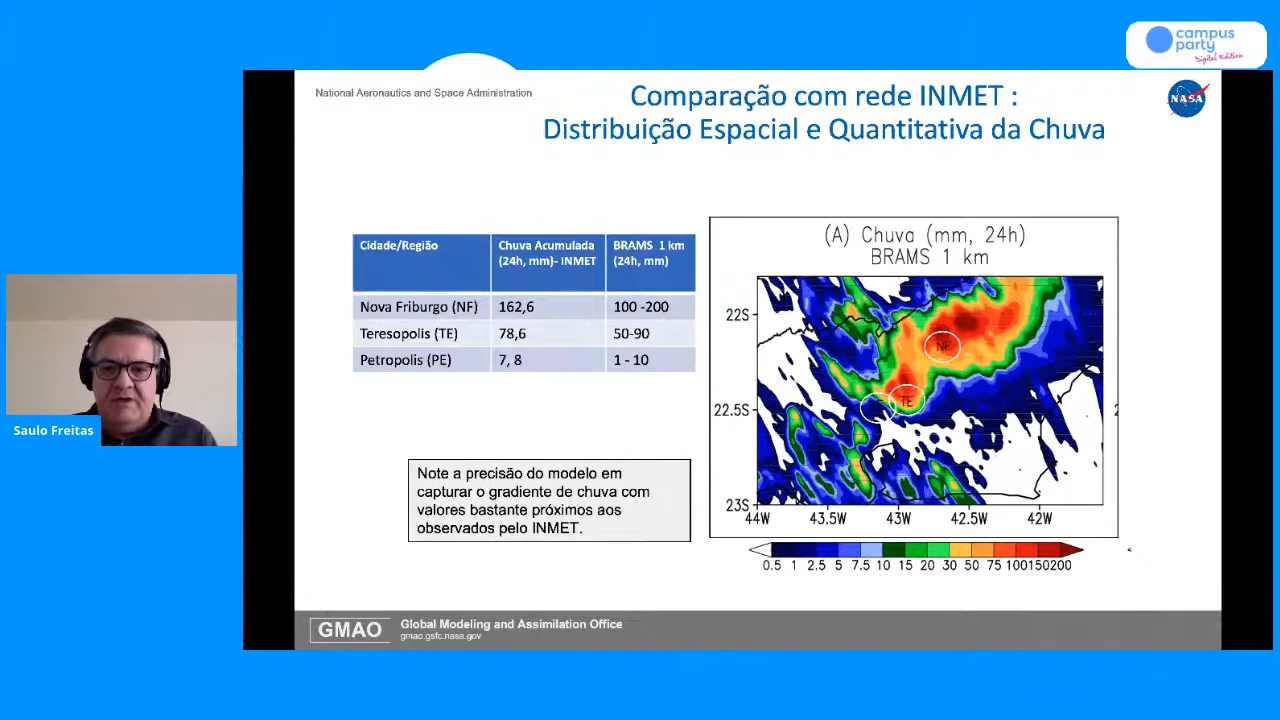 campus
party
Digital Edition
National Aeronautics and Space Administration
Comparação com rede INMET :
Distribuição Espacial e Quantitativa da Chuva
NASA
Cidade/Região
Chuva Acumulada
(24h, mm)- INMET
BRAMS 1 km
(24h, mm)
Nova Friburgo (NF) 162,6 100 -200
Teresopolis (TE) 78,6 50-90
Petropolis (PE) 7, 8 1 - 10
(A) Chuva (mm, 24h)
BRAMS 1 km
22S
NF
TE
22.5S
23S
44W 43.5W 43W 42.5W 42W
0.5 1 2.5 5 7.5 10 15 20 30 50 75 100150200
Saulo Freitas
Note a precisão do modelo em
capturar o gradiente de chuva com
valores bastante próximos aos
observados pelo INMET.
GMAO
Global Modeling and Assimilation Office
gmao.gsfc.nasa.gov